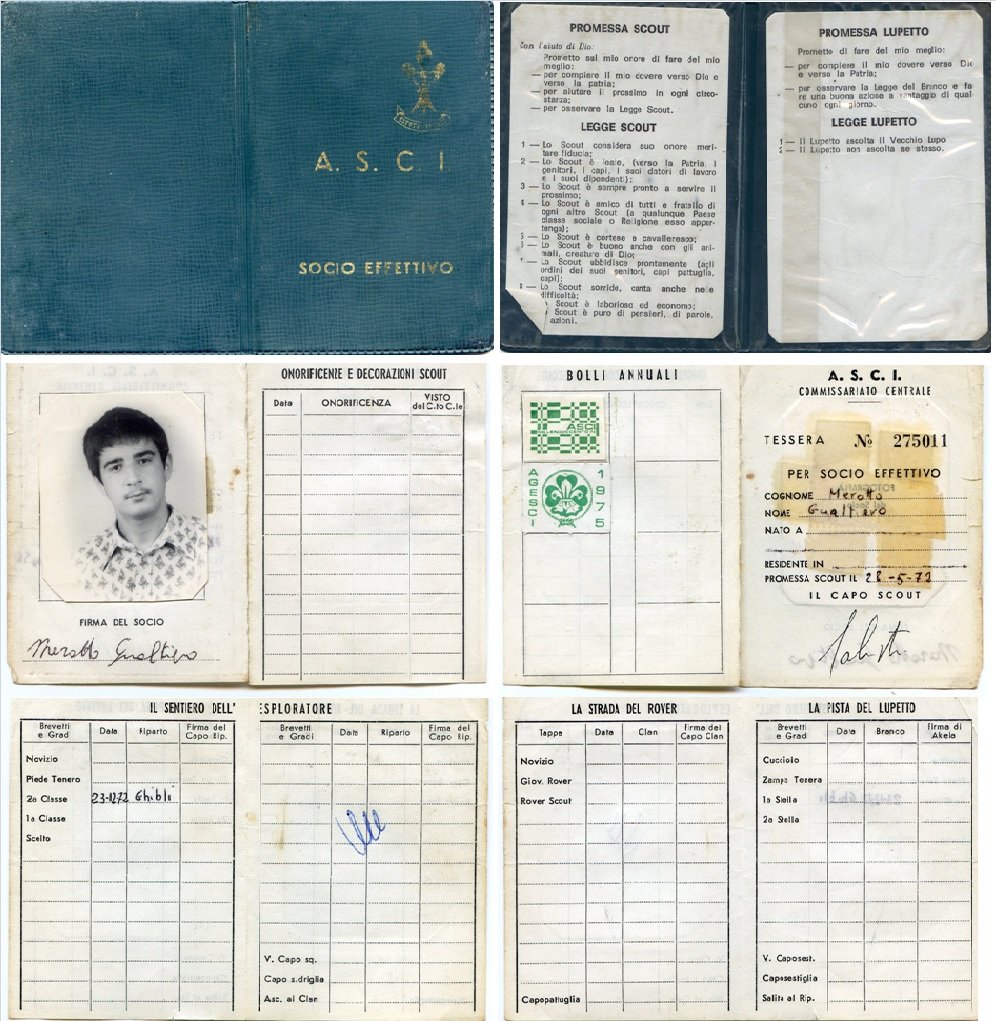 A. S. C. I.
SOCIO EFFETTIVO
PROMESSA SCOUT
Con l'aiuto di Dio:
Prometto sul mio onore di fare del mio
meglio:
— per compiere il mio dovere verso Dio e
verso la patria;
— per aiutare il prossimo in ogni circo-
stanza;
— per osservare la Legge Scout.
LEGGE SCOUT
1 — Lo Scout considera suo onore meri-
tare fiducia;
2 — Lo Scout è leale, (verso la Patria, i
genitori, i capi, i suoi datori di lavoro
e i suoi dipendenti);
3 — Lo Scout è sempre pronto a servire il
prossimo;
4 — Lo Scout è amico di tutti e fratello di
ogni altro Scout (a qualunque Paese
classe sociale o Religione esso appar-
tenga);
5 — Lo Scout è cortese e cavalleresco;
— Lo Scout è buono anche con gli ani-
mali, creature di Dio;
— Lo Scout ubbidisce prontamente (agli
ordini dei suoi genitori, capi pattuglia,
capi);
— Lo Scout sorride, canta anche nelle
difficoltà;
Scout è laborioso ed economo;
Scout è puro di pensieri, di parole,
azioni.
PROMESSA LUPETTO
Prometto di fare del mio meglio:
— per compiere il mio dovere verso Dio
e verso la Patria;
— per osservare la Legge del Branco e fa-
re una buona azione a vantaggio di qual-
cuno ogni giorno.
LEGGE LUPETTO
1 — Il Lupetto ascolta il Vecchio Lupo
2 — Il Lupetto non ascolta se stesso.
FIRMA DEL SOCIO
Merotto Gualtiero
ONORIFICENZE E DECORAZIONI SCOUT
Data ONORIFICENZA VISTO
del C.to C.le
BOLLI ANNUALI
ASCI
AGESCI 1975
A. S. C. I.
COMMISSARIATO CENTRALE
TESSERA N° 275011
PER SOCIO EFFETTIVO
COGNOME Merotto
NOME Gualtiero
NATO A
RESIDENTE IN
PROMESSA SCOUT IL 28-5-72
IL CAPO SCOUT
IL SENTIERO DELL' ESPLORATORE
Brevetti
e Gradi Data Riparto Firma del
Capo Rip.
Novizio
Piede Tenero
2a Classe 23-12-72 Ghibli
1a Classe
Scelto
Brevetti
e Gradi Data Riparto Firma del
Capo Rip.
V. Capo sq.
Capo s.driglia
Asc. al Clan
LA STRADA DEL ROVER
Tappe Data Clan Firma del
Capo Clan
Novizio
Giov. Rover
Rover Scout
Capopattuglia
LA PISTA DEL LUPETTO
Brevetti
e Gradi Data Branco Firma di
Akela
Cucciolo
Zampa Tenera
1a Stella
2a Stella
V. Caposest.
Caposestiglia
Salita al Rip.